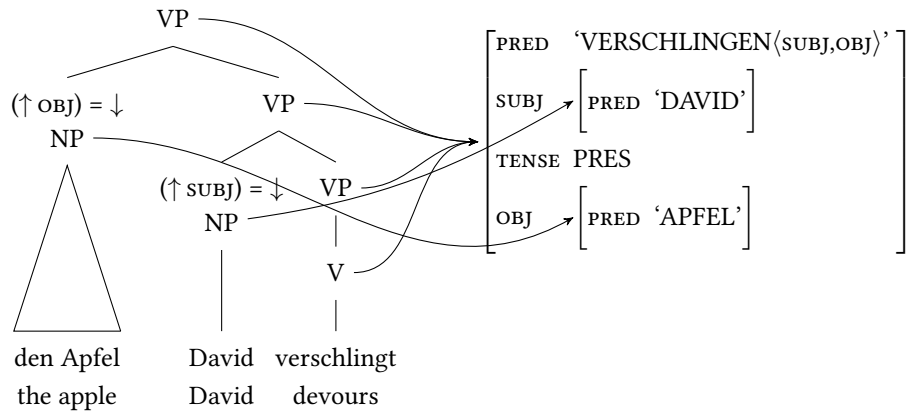 VP
PRED ‘VERSCHLINGEN⟨SUBJ,OBJ⟩’
(↑ OBJ) = ↓ VP SUBJ PRED ‘DAVID’
NP
TENSE PRES
(↑ SUBJ) = ↓ VP
NP OBJ PRED ‘APFEL’
V
den Apfel David verschlingt
the apple David devours